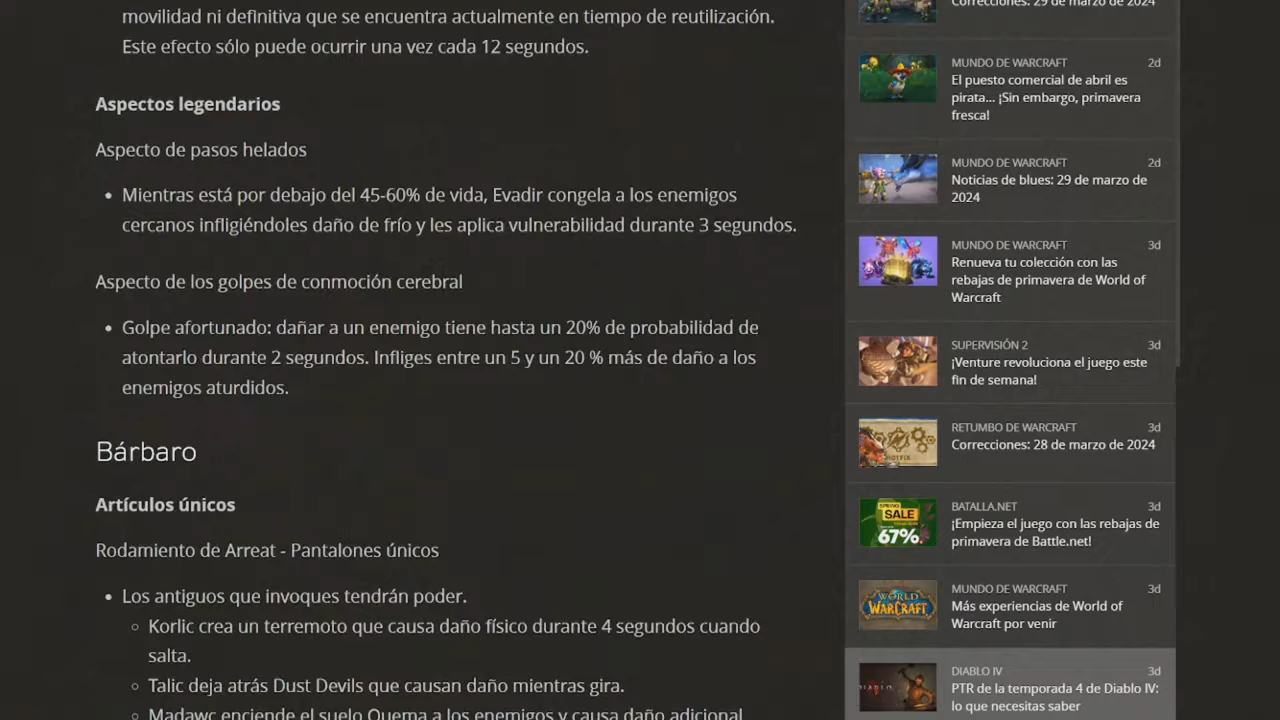 movilidad ni definitiva que se encuentra actualmente en tiempo de reutilización.
Este efecto sólo puede ocurrir una vez cada 12 segundos.
Aspectos legendarios
Aspecto de pasos helados
• Mientras está por debajo del 45-60% de vida, Evadir congela a los enemigos
cercanos infligiéndoles daño de frío y les aplica vulnerabilidad durante 3 segundos.
Aspecto de los golpes de conmoción cerebral
• Golpe afortunado: dañar a un enemigo tiene hasta un 20% de probabilidad de
atontarlo durante 2 segundos. Infliges entre un 5 y un 20 % más de daño a los
enemigos aturdidos.
Bárbaro
Artículos únicos
Rodamiento de Arreat - Pantalones únicos
• Los antiguos que invoques tendrán poder.
◦ Korlic crea un terremoto que causa daño físico durante 4 segundos cuando
salta.
◦ Talic deja atrás Dust Devils que causan daño mientras gira.
◦ Madawc enciende el suelo Quema a los enemigos y causa daño adicional
Correcciones: 29 de marzo de 2024
MUNDO DE WARCRAFT 2d
El puesto comercial de abril es
pirata... ¡Sin embargo, primavera
fresca!
MUNDO DE WARCRAFT 2d
Noticias de blues: 29 de marzo de
2024
MUNDO DE WARCRAFT 3d
Renueva tu colección con las
rebajas de primavera de World of
Warcraft
SUPERVISIÓN 2 3d
¡Venture revoluciona el juego este
fin de semana!
RETUMBO DE WARCRAFT 3d
Correcciones: 28 de marzo de 2024
HOTFIX
BATALLA.NET 3d
¡Empieza el juego con las rebajas de
primavera de Battle.net!
SPRING
SALE
67%
MUNDO DE WARCRAFT 3d
Más experiencias de World of
Warcraft por venir
WORLD
WARCRAFT
DIABLO IV 3d
PTR de la temporada 4 de Diablo IV:
lo que necesitas saber